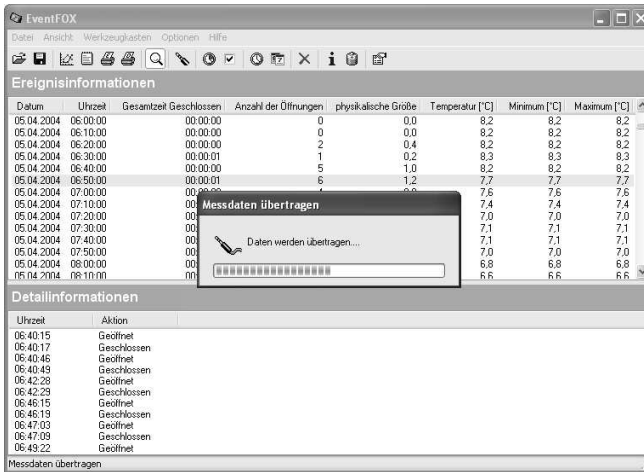 EventFOX
Datei Ansicht Werkzeugkasten Optionen Hilfe
Ereignisinformationen
Datum Uhrzeit Gesamtzeit Geschlossen Anzahl der Öffnungen physikalische Größe Temperatur [°C] Minimum [°C] Maximum [°C]
05.04.2004 06:00:00 00:00:00 0 0,0 8,2 8,2 8,2
05.04.2004 06:10:00 00:00:00 0 0,0 8,2 8,2 8,2
05.04.2004 06:20:00 00:00:00 2 0,4 8,2 8,2 8,2
05.04.2004 06:30:00 00:00:01 1 0,2 8,3 8,3 8,3
05.04.2004 06:40:00 00:00:00 5 1,0 8,2 8,2 8,2
05.04.2004 06:50:00 00:00:01 6 1,2 7,7 7,7 7,7
05.04.2004 07:00:00 7,6 7,6 7,6
05.04.2004 07:10:00 7,4 7,4 7,4
05.04.2004 07:20:00 7,0 7,0 7,0
05.04.2004 07:30:00 7,1 7,1 7,1
05.04.2004 07:40:00 7,1 7,1 7,1
05.04.2004 07:50:00 7,0 7,0 7,0
05.04.2004 08:00:00 6,8 6,8 6,8
05.04.2004 08:10:00 6,6 6,6 6,6
Messdaten übertragen
Daten werden übertragen....
Detailinformationen
Uhrzeit Aktion
06:40:15 Geöffnet
06:40:17 Geschlossen
06:40:46 Geöffnet
06:40:49 Geschlossen
06:42:28 Geöffnet
06:42:29 Geschlossen
06:46:15 Geöffnet
06:46:19 Geschlossen
06:47:03 Geöffnet
06:47:09 Geschlossen
06:49:22 Geöffnet
Messdaten übertragen